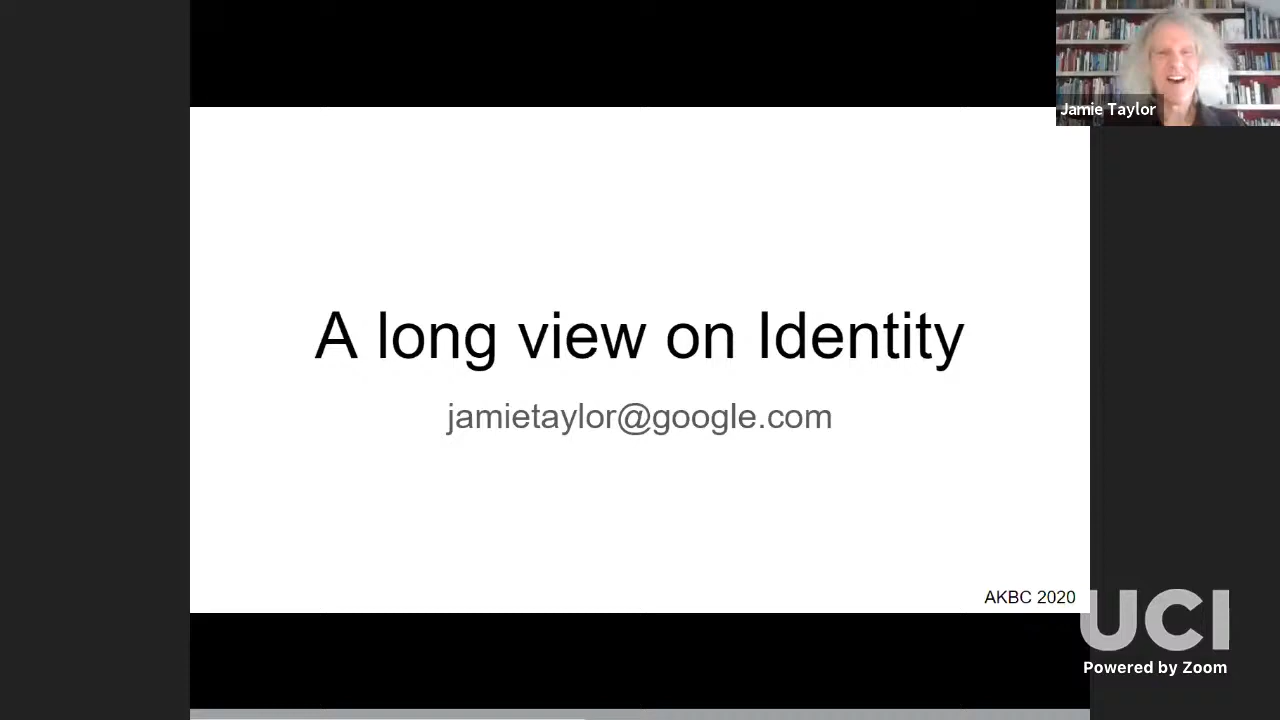 Jamie Taylor
A long view on Identity
jamietaylor@google.com
AKBC 2020
UCI
Powered by Zoom